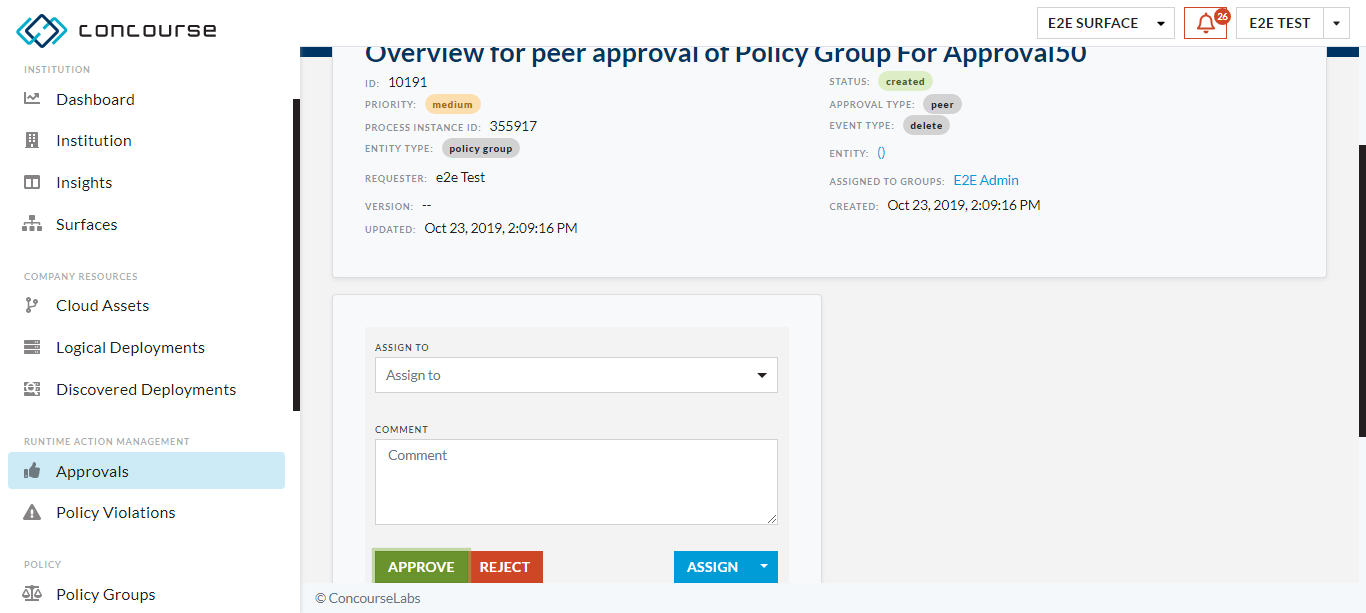 concourse
E2E SURFACE
26
E2E TEST
INSTITUTION
Dashboard
Institution
Insights
Surfaces
COMPANY RESOURCES
Cloud Assets
Logical Deployments
Discovered Deployments
RUNTIME ACTION MANAGEMENT
Approvals
Policy Violations
POLICY
Policy Groups
Overview for peer approval of Policy Group For Approval50
ID: 10191
PRIORITY: medium
PROCESS INSTANCE ID: 355917
ENTITY TYPE: policy group
REQUESTER: e2e Test
VERSION: --
UPDATED: Oct 23, 2019, 2:09:16 PM
STATUS: created
APPROVAL TYPE: peer
EVENT TYPE: delete
ENTITY: ()
ASSIGNED TO GROUPS: E2E Admin
CREATED: Oct 23, 2019, 2:09:16 PM
ASSIGN TO
Assign to
COMMENT
Comment
APPROVE REJECT ASSIGN
© ConcourseLabs